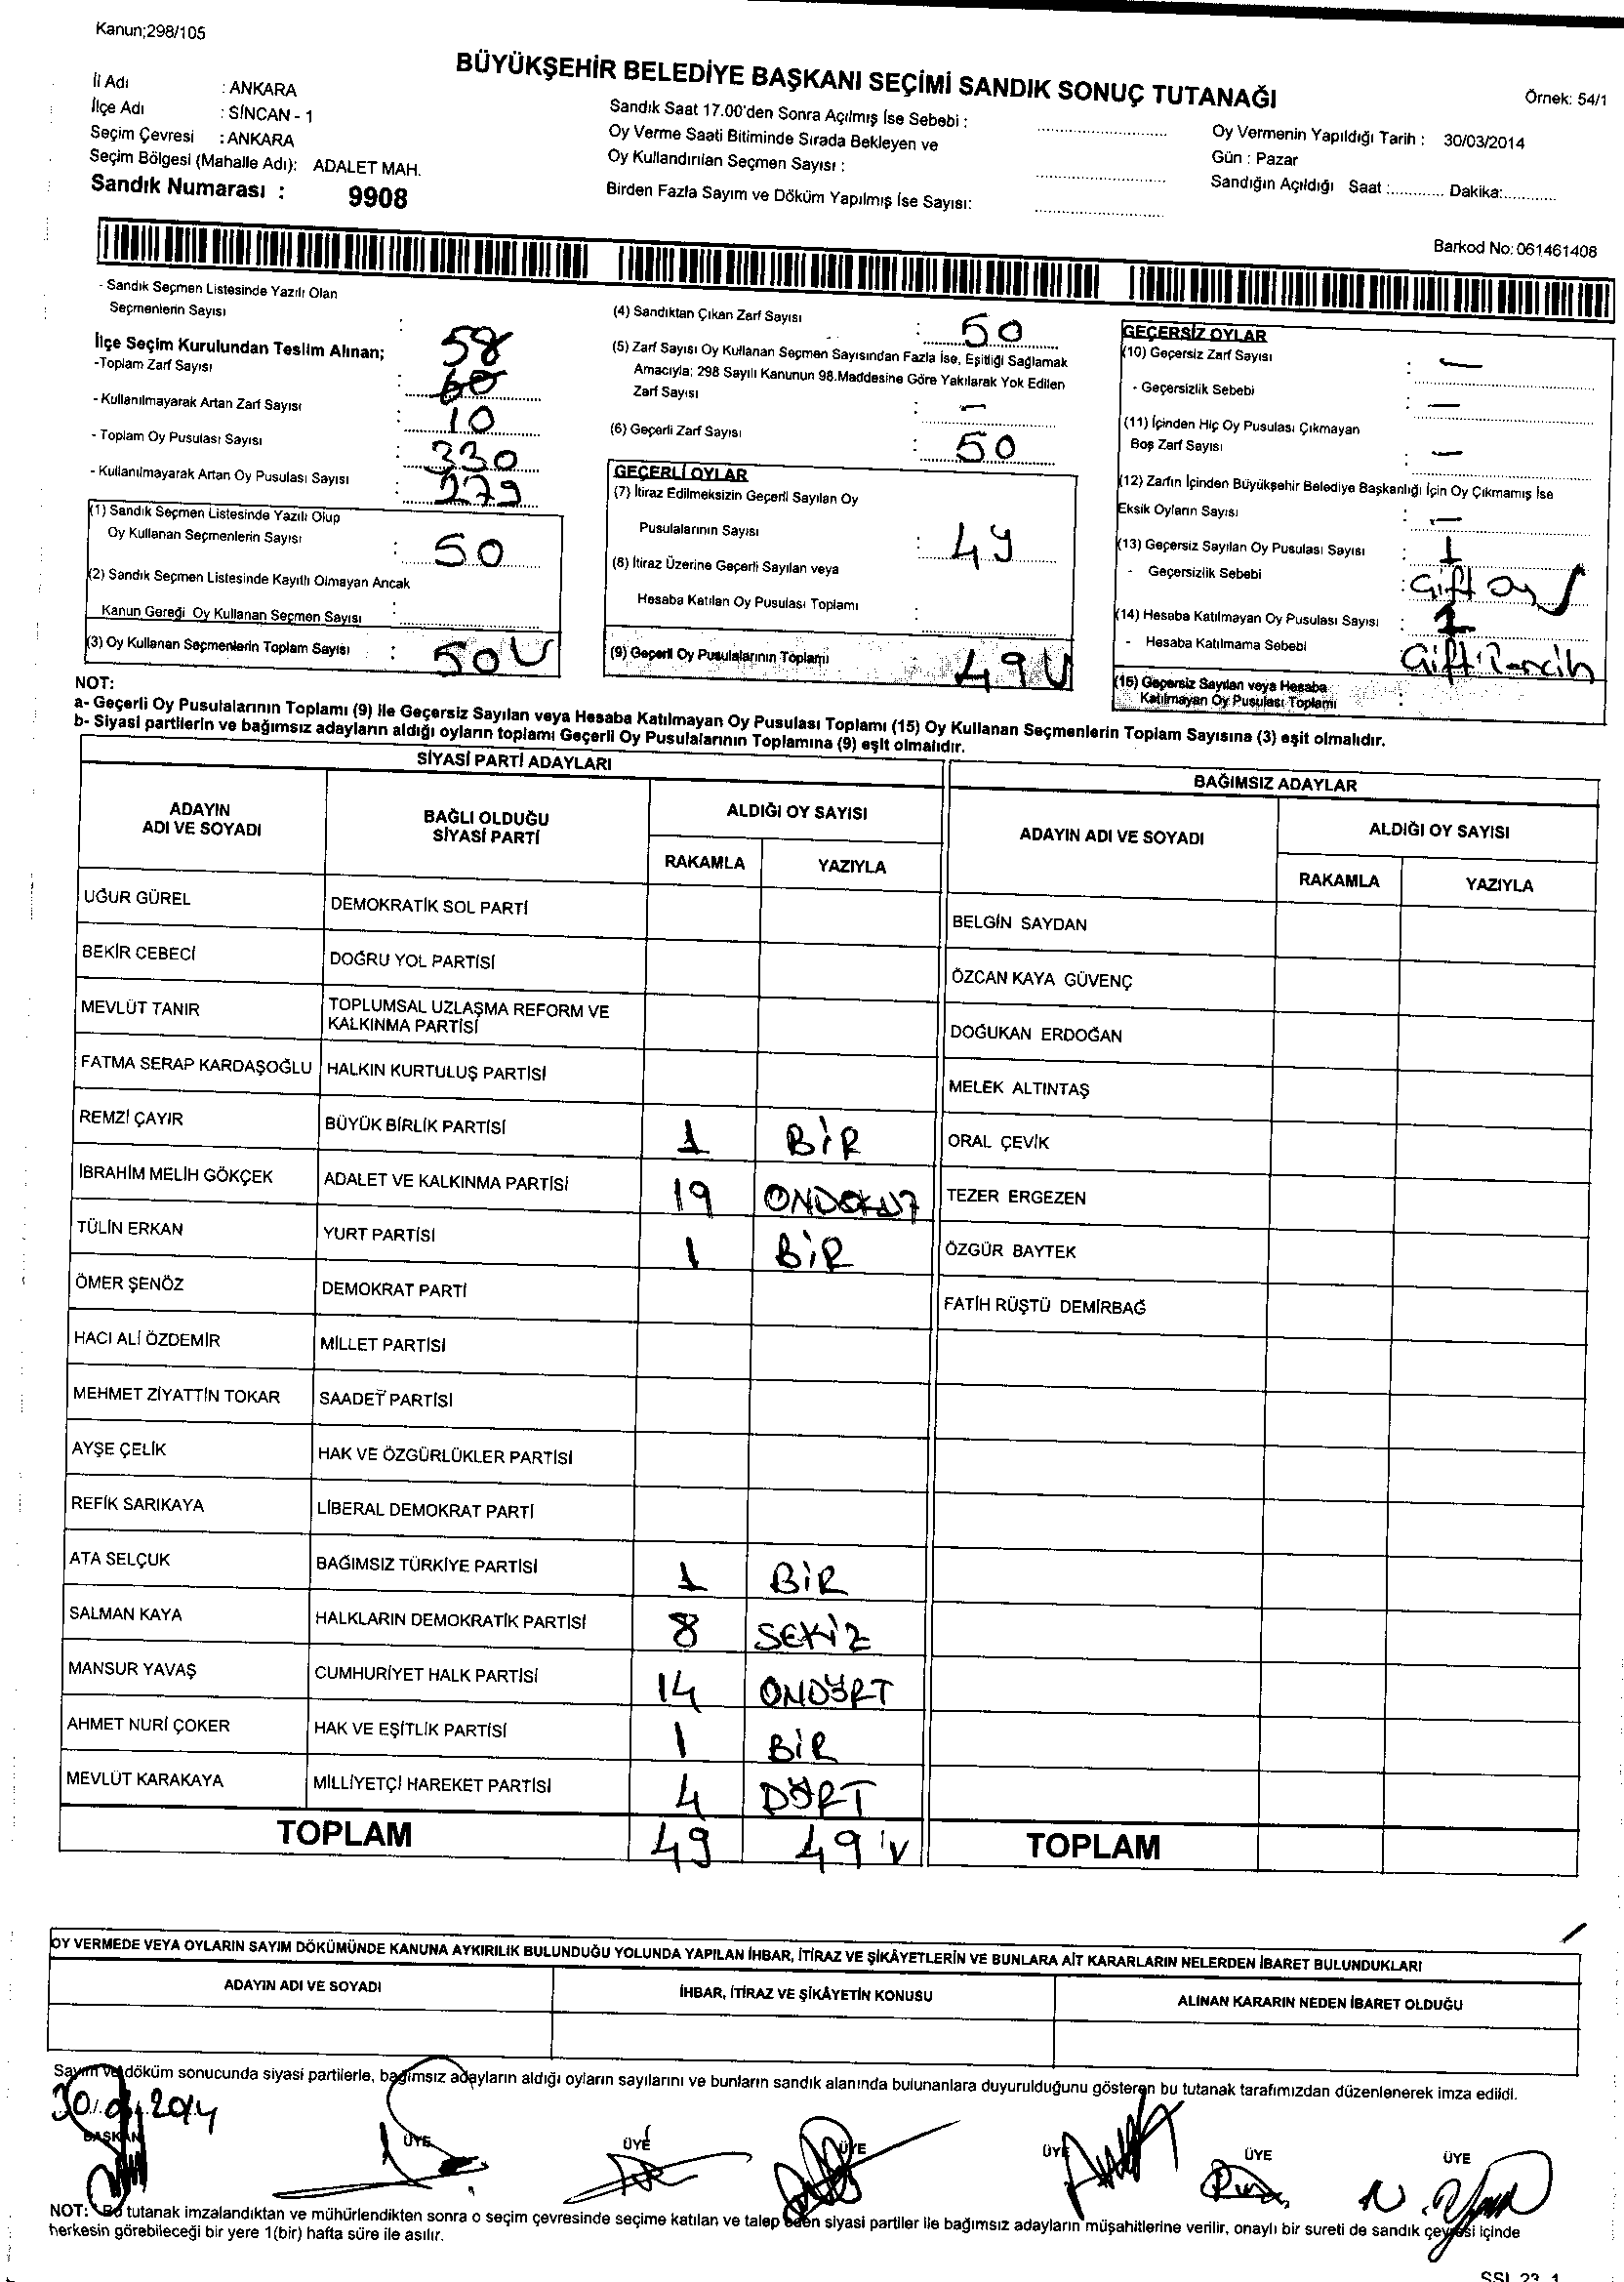 Kanun;298/105
BÜYÜKŞEHİR BELEDİYE BAŞKANI SEÇİMİ SANDIK SONUÇ TUTANAĞI
Örnek: 54/1
İl Adı : ANKARA
İlçe Adı : SİNCAN - 1
Seçim Çevresi : ANKARA
Seçim Bölgesi (Mahalle Adı): ADALET MAH.
Sandık Numarası : 9908
Sandık Saat 17.00'den Sonra Açılmış İse Sebebi :
Oy Verme Saati Bitiminde Sırada Bekleyen ve
Oy Kullandırılan Seçmen Sayısı :
Birden Fazla Sayım ve Döküm Yapılmış İse Sayısı:
Oy Vermenin Yapıldığı Tarih : 30/03/2014
Gün : Pazar
Sandığın Açıldığı Saat :............ Dakika:............
Barkod No: 061461408
- Sandık Seçmen Listesinde Yazılı Olan
Seçmenlerin Sayısı : 58
İlçe Seçim Kurulundan Teslim Alınan;
-Toplam Zarf Sayısı : 60
- Kullanılmayarak Artan Zarf Sayısı : 10
- Toplam Oy Pusulası Sayısı : 330
- Kullanılmayarak Artan Oy Pusulası Sayısı : 279
(1) Sandık Seçmen Listesinde Yazılı Olup
Oy Kullanan Seçmenlerin Sayısı : 50
(2) Sandık Seçmen Listesinde Kayıtlı Olmayan Ancak
Kanun Gereği Oy Kullanan Seçmen Sayısı :
(3) Oy Kullanan Seçmenlerin Toplam Sayısı : 50
(4) Sandıktan Çıkan Zarf Sayısı : 50
(5) Zarf Sayısı Oy Kullanan Seçmen Sayısından Fazla İse, Eşitliği Sağlamak
Amacıyla; 298 Sayılı Kanunun 98.Maddesine Göre Yakılarak Yok Edilen
Zarf Sayısı : -
(6) Geçerli Zarf Sayısı : 50
GEÇERLİ OYLAR
(7) İtiraz Edilmeksizin Geçerli Sayılan Oy
Pusulalarının Sayısı : 49
(8) İtiraz Üzerine Geçerli Sayılan veya
Hesaba Katılan Oy Pusulası Toplamı :
(9) Geçerli Oy Pusulalarının Toplamı : 49
GEÇERSİZ OYLAR
(10) Geçersiz Zarf Sayısı : -
- Geçersizlik Sebebi : -
(11) İçinden Hiç Oy Pusulası Çıkmayan
Boş Zarf Sayısı : -
(12) Zarfın İçinden Büyükşehir Belediye Başkanlığı İçin Oy Çıkmamış İse
Eksik Oyların Sayısı : -
(13) Geçersiz Sayılan Oy Pusulası Sayısı : 1
- Geçersizlik Sebebi : Çift oy
(14) Hesaba Katılmayan Oy Pusulası Sayısı : 1
- Hesaba Katılmama Sebebi Çift Tercih
(15) Geçersiz Sayılan veya Hesaba
Katılmayan Oy Pusulası Toplamı :
NOT:
a- Geçerli Oy Pusulalarının Toplamı (9) ile Geçersiz Sayılan veya Hesaba Katılmayan Oy Pusulası Toplamı (15) Oy Kullanan Seçmenlerin Toplam Sayısına (3) eşit olmalıdır.
b- Siyasi partilerin ve bağımsız adayların aldığı oyların toplamı Geçerli Oy Pusulalarının Toplamına (9) eşit olmalıdır.
SİYASİ PARTİ ADAYLARI
ADAYIN ADI VE SOYADI
BAĞLI OLDUĞU SİYASİ PARTİ
ALDIĞI OY SAYISI
RAKAMLA YAZIYLA
UĞUR GÜREL DEMOKRATİK SOL PARTİ
BEKİR CEBECİ DOĞRU YOL PARTİSİ
MEVLÜT TANIR TOPLUMSAL UZLAŞMA REFORM VE KALKINMA PARTİSİ
FATMA SERAP KARDAŞOĞLU HALKIN KURTULUŞ PARTİSİ
REMZİ ÇAYIR BÜYÜK BİRLİK PARTİSİ 1 BİR
İBRAHİM MELİH GÖKÇEK ADALET VE KALKINMA PARTİSİ 19 ONDOKUZ
TÜLİN ERKAN YURT PARTİSİ 1 BİR
ÖMER ŞENÖZ DEMOKRAT PARTİ
HACI ALİ ÖZDEMİR MİLLET PARTİSİ
MEHMET ZİYATTİN TOKAR SAADET PARTİSİ
AYŞE ÇELİK HAK VE ÖZGÜRLÜKLER PARTİSİ
REFİK SARIKAYA LİBERAL DEMOKRAT PARTİ
ATA SELÇUK BAĞIMSIZ TÜRKİYE PARTİSİ 1 BİR
SALMAN KAYA HALKLARIN DEMOKRATİK PARTİSİ 8 SEKİZ
MANSUR YAVAŞ CUMHURİYET HALK PARTİSİ 14 ONDÖRT
AHMET NURİ ÇOKER HAK VE EŞİTLİK PARTİSİ 1 BİR
MEVLÜT KARAKAYA MİLLİYETÇİ HAREKET PARTİSİ 4 DÖRT
TOPLAM 49 49
BAĞIMSIZ ADAYLAR
ADAYIN ADI VE SOYADI
ALDIĞI OY SAYISI
RAKAMLA YAZIYLA
BELGİN SAYDAN
ÖZCAN KAYA GÜVENÇ
DOĞUKAN ERDOĞAN
MELEK ALTINTAŞ
ORAL ÇEVİK
TEZER ERGEZEN
ÖZGÜR BAYTEK
FATİH RÜŞTÜ DEMİRBAĞ
TOPLAM
OY VERMEDE VEYA OYLARIN SAYIM DÖKÜMÜNDE KANUNA AYKIRILIK BULUNDUĞU YOLUNDA YAPILAN İHBAR, İTİRAZ VE ŞİKÂYETLERİN VE BUNLARA AİT KARARLARIN NELERDEN İBARET BULUNDUKLARI
ADAYIN ADI VE SOYADI İHBAR, İTİRAZ VE ŞİKÂYETİN KONUSU ALINAN KARARIN NEDEN İBARET OLDUĞU
Sayım ve döküm sonucunda siyasi partilerle, bağımsız adayların aldığı oyların sayılarını ve bunların sandık alanında bulunanlara duyurulduğunu gösteren bu tutanak tarafımızdan düzenlenerek imza edildi.
BAŞKAN ÜYE ÜYE ÜYE ÜYE ÜYE ÜYE
NOT: Bu tutanak imzalandıktan ve mühürlendikten sonra o seçim çevresinde seçime katılan ve talep eden siyasi partiler ile bağımsız adayların müşahitlerine verilir, onaylı bir sureti de sandık çevresi içinde
herkesin görebileceği bir yere 1(bir) hafta süre ile asılır.